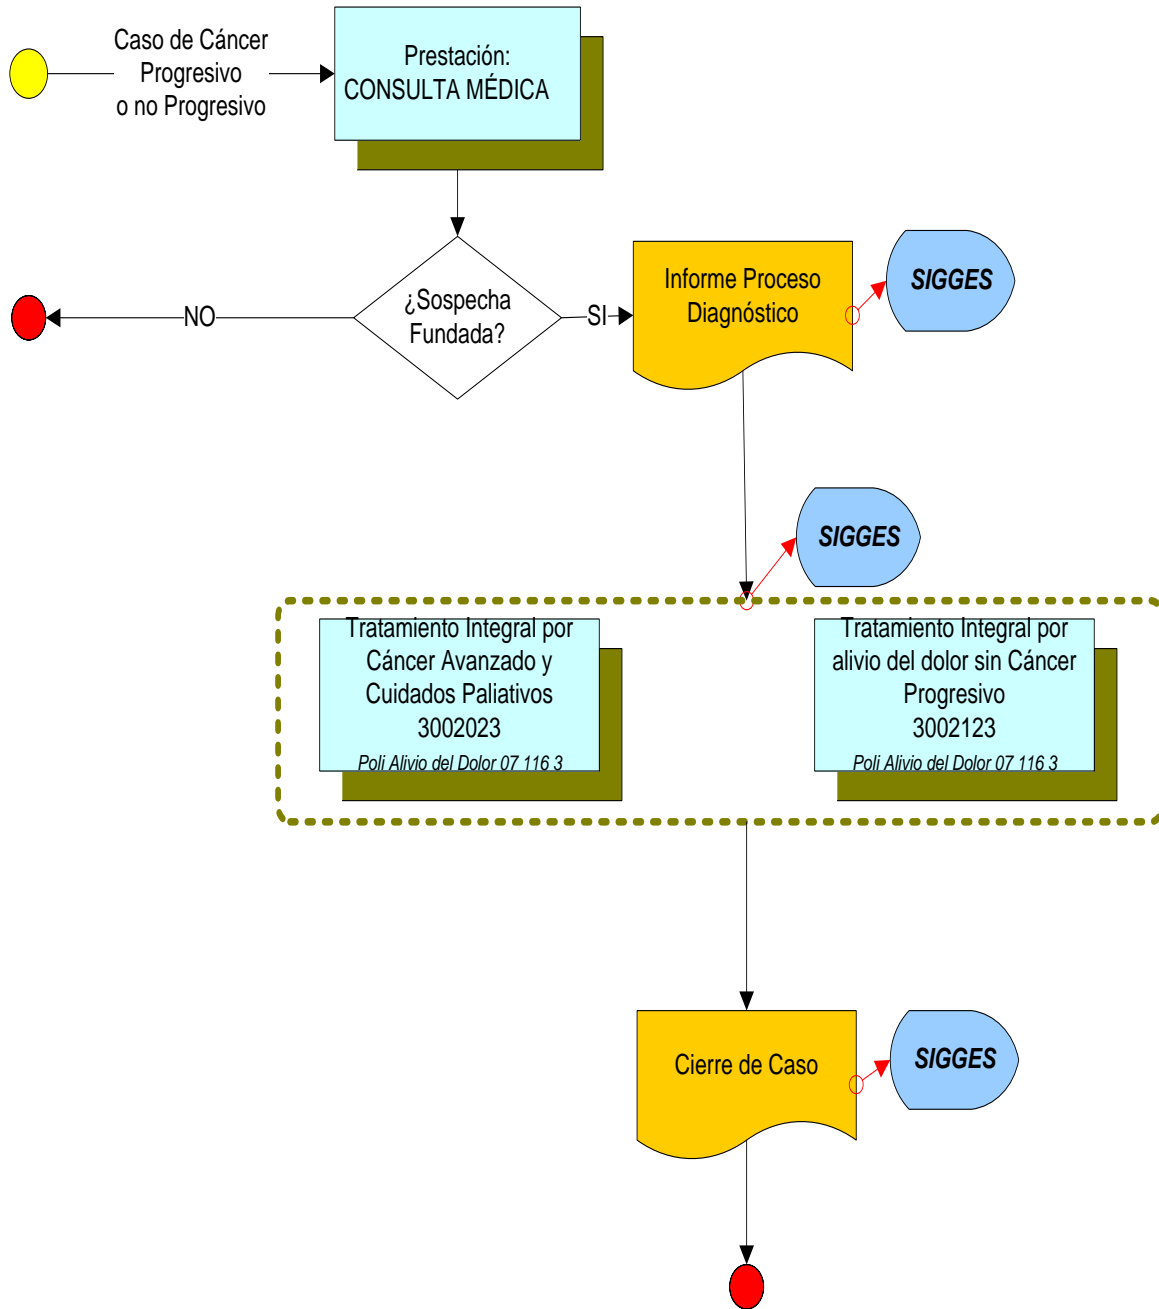 Caso de Cáncer
Progresivo
o no Progresivo
Prestación:
CONSULTA MÉDICA
¿Sospecha
Fundada?
NO
SI
Informe Proceso
Diagnóstico
SIGGES
SIGGES
Tratamiento Integral por
Cáncer Avanzado y
Cuidados Paliativos
3002023
Poli Alivio del Dolor 07 116 3
Tratamiento Integral por
alivio del dolor sin Cáncer
Progresivo
3002123
Poli Alivio del Dolor 07 116 3
Cierre de Caso
SIGGES